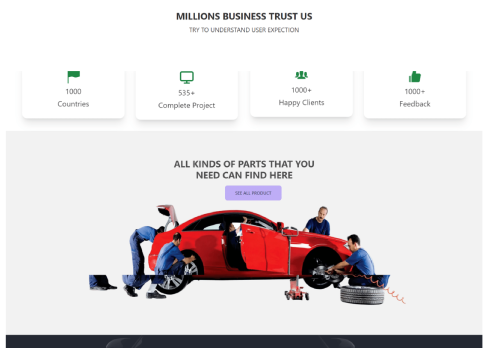 MILLIONS BUSINESS TRUST US
TRY TO UNDERSTAND USER EXPECTION
1000
Countries
535+
Complete Project
1000+
Happy Clients
1000+
Feedback
ALL KINDS OF PARTS THAT YOU
NEED CAN FIND HERE
SEE ALL PRODUCT